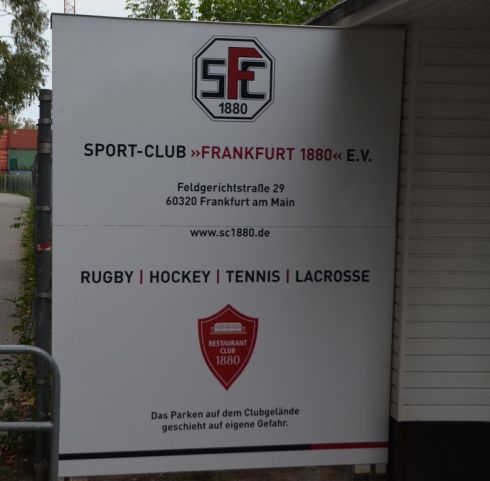 SFC
1880
SPORT-CLUB »FRANKFURT 1880« E.V.
Feldgerichtstraße 29
60320 Frankfurt am Main
www.sc1880.de
RUGBY | HOCKEY | TENNIS | LACROSSE
RESTAURANT
CLUB
1880
Das Parken auf dem Clubgelände
geschieht auf eigene Gefahr.